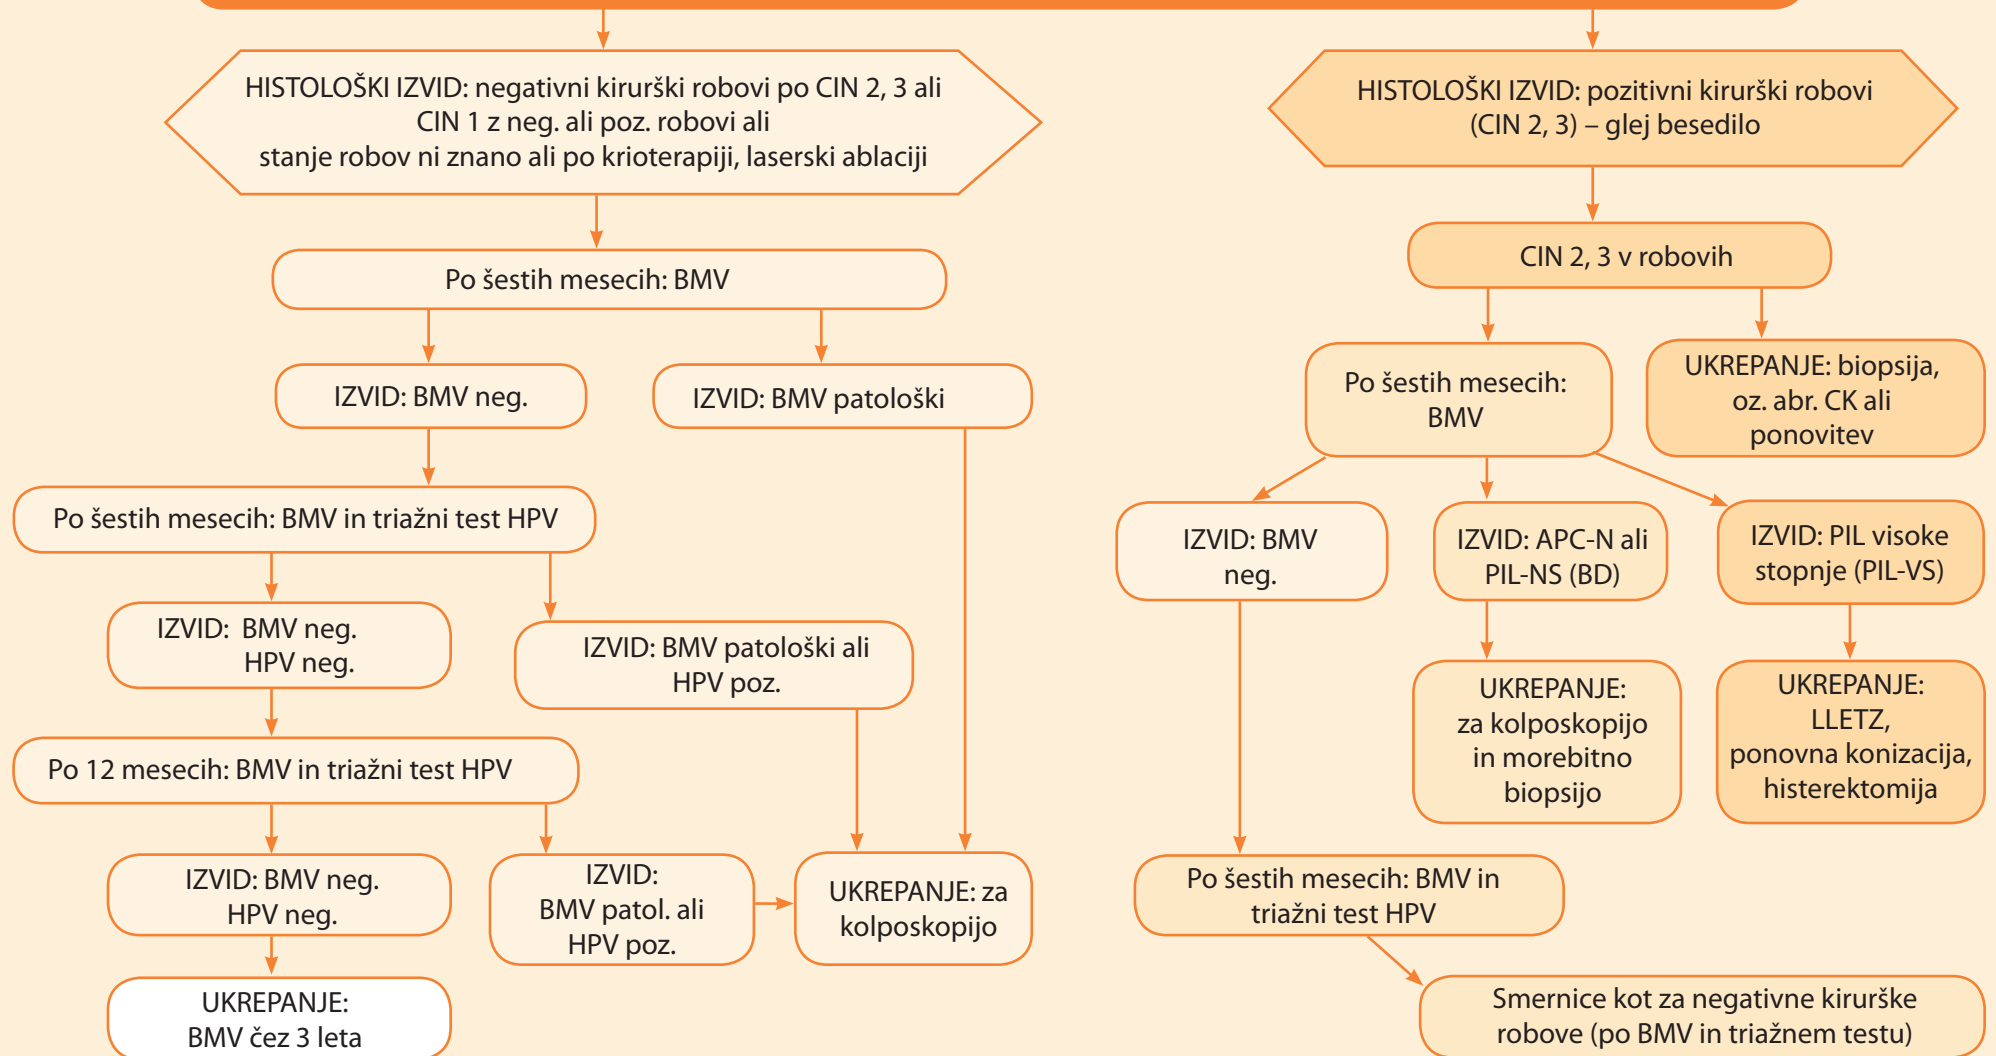 HISTOLOŠKI IZVID: negativni kirurški robovi po CIN 2, 3 ali
CIN 1 z neg. ali poz. robovi ali
stanje robov ni znano ali po krioterapiji, laserski ablaciji
Po šestih mesecih: BMV
IZVID: BMV neg.
IZVID: BMV patološki
Po šestih mesecih: BMV in triažni test HPV
IZVID: BMV neg.
HPV neg.
IZVID: BMV patološki ali
HPV poz.
Po 12 mesecih: BMV in triažni test HPV
IZVID: BMV neg.
HPV neg.
IZVID:
BMV patol. ali
HPV poz.
UKREPANJE: za
kolposkopijo
UKREPANJE:
BMV čez 3 leta
HISTOLOŠKI IZVID: pozitivni kirurški robovi
(CIN 2, 3) – glej besedilo
CIN 2, 3 v robovih
Po šestih mesecih:
BMV
UKREPANJE: biopsija,
oz. abr. CK ali
ponovitev
IZVID: BMV
neg.
IZVID: APC-N ali
PIL-NS (BD)
IZVID: PIL visoke
stopnje (PIL-VS)
UKREPANJE:
za kolposkopijo
in morebitno
biopsijo
UKREPANJE:
LLETZ,
ponovna konizacija,
histerektomija
Po šestih mesecih: BMV in
triažni test HPV
Smernice kot za negativne kirurške
robove (po BMV in triažnem testu)